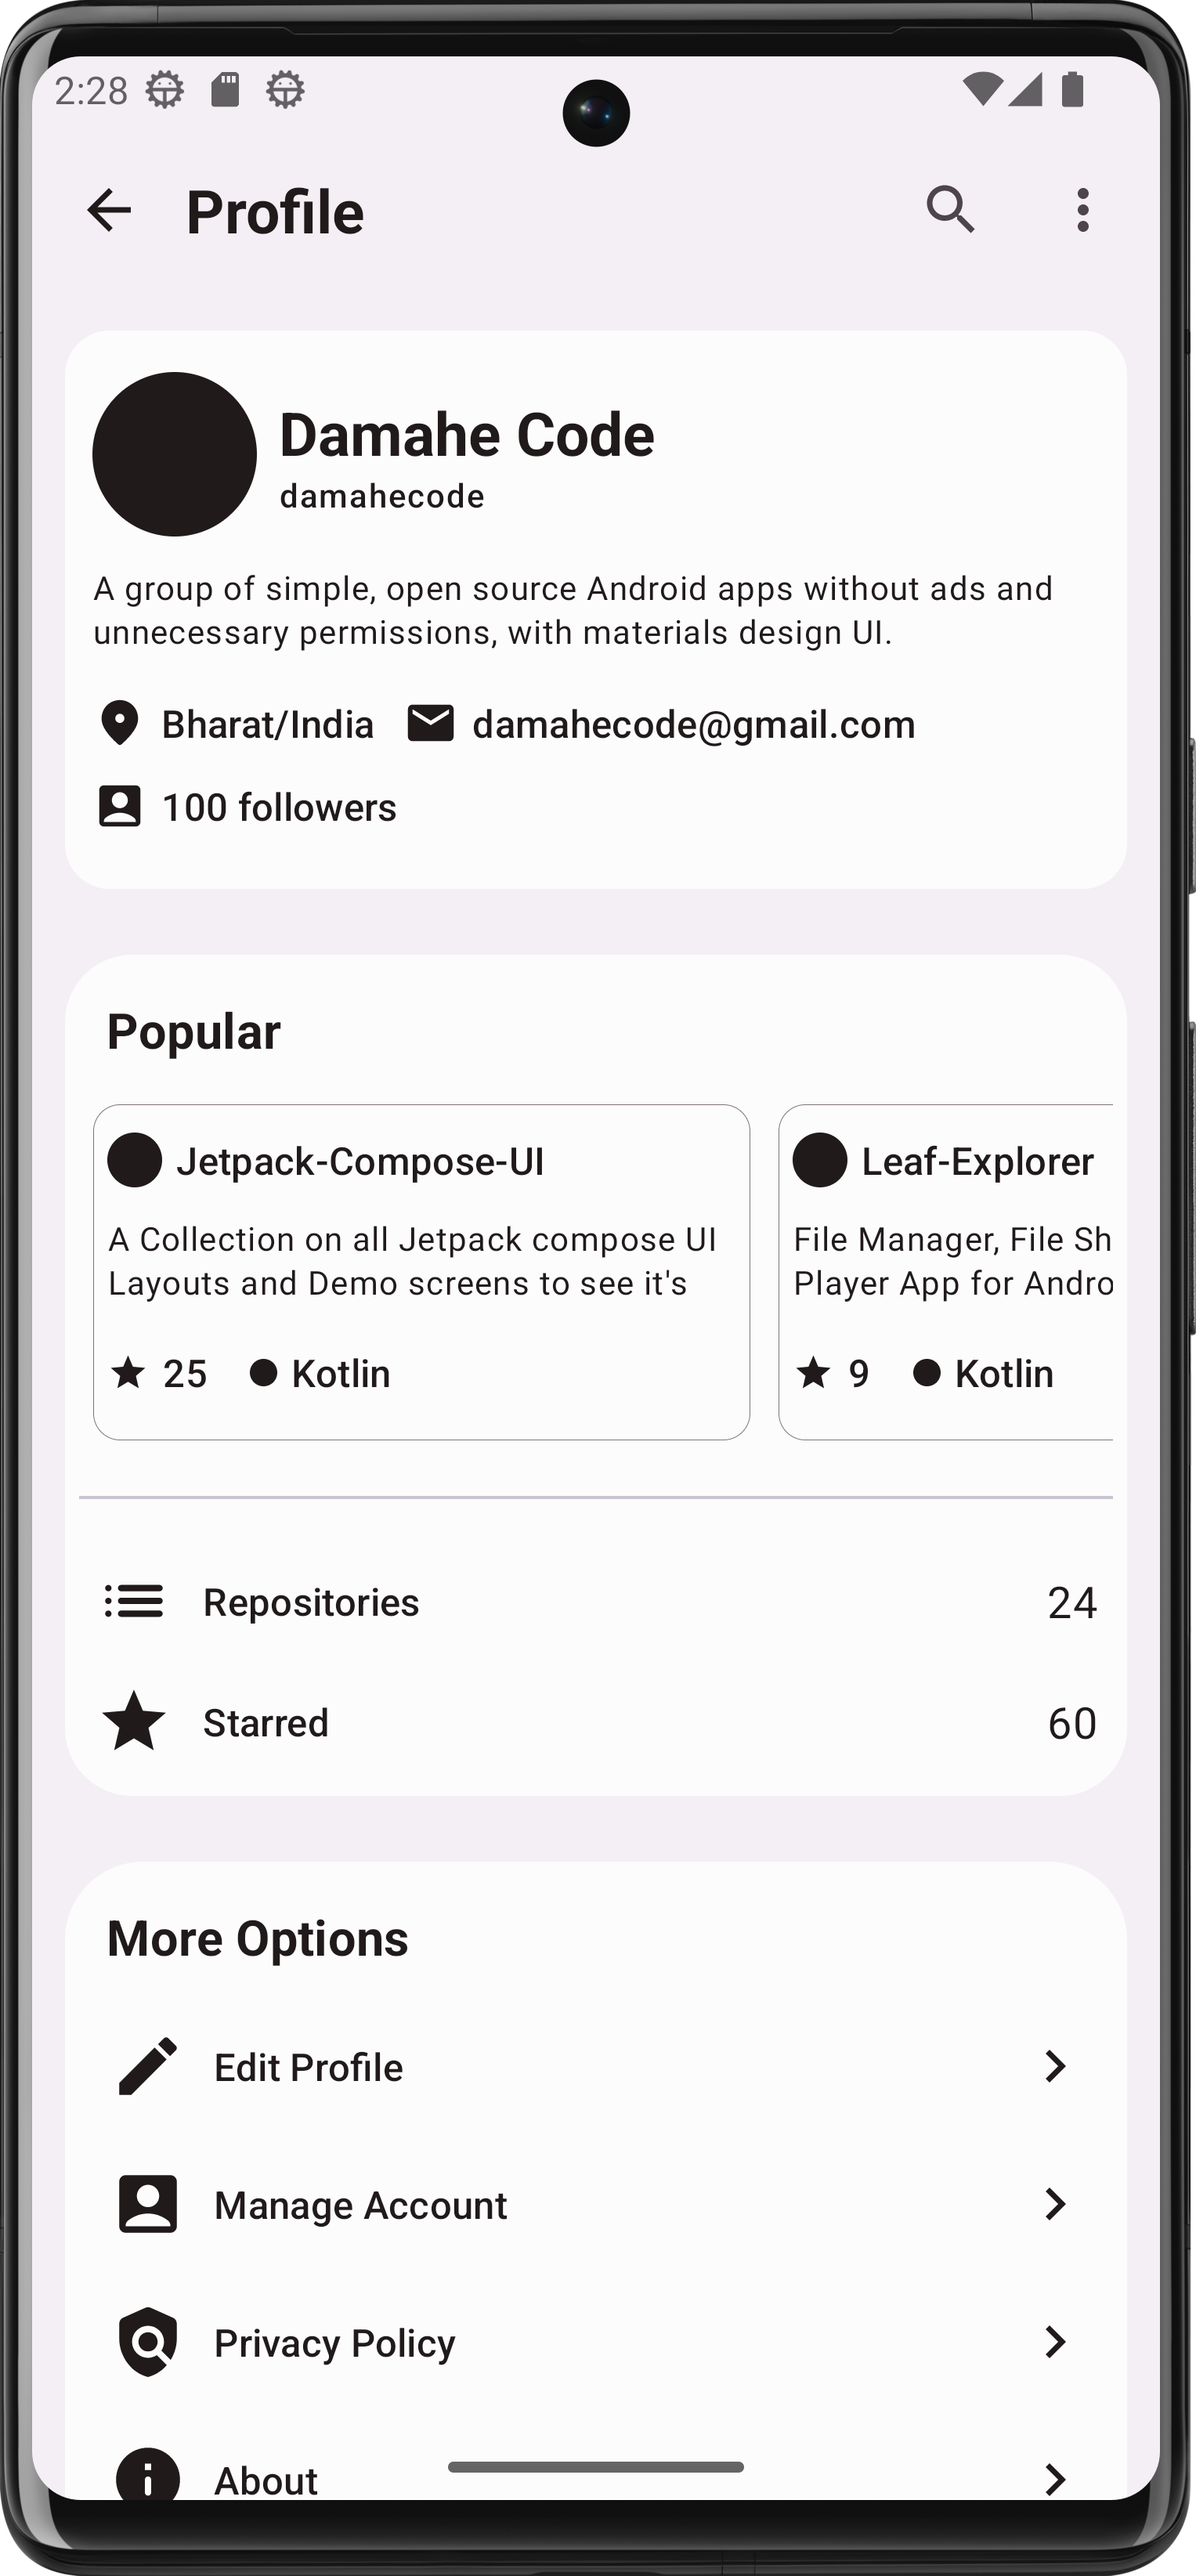 2:28
Profile
Damahe Code
damahecode
A group of simple, open source Android apps without ads and
unnecessary permissions, with materials design UI.
Bharat/India damahecode@gmail.com
100 followers
Popular
Jetpack-Compose-UI
A Collection on all Jetpack compose UI
Layouts and Demo screens to see it's
25 Kotlin
Leaf-Explorer
File Manager, File Sh
Player App for Andro
9 Kotlin
Repositories 24
Starred 60
More Options
Edit Profile
Manage Account
Privacy Policy
About